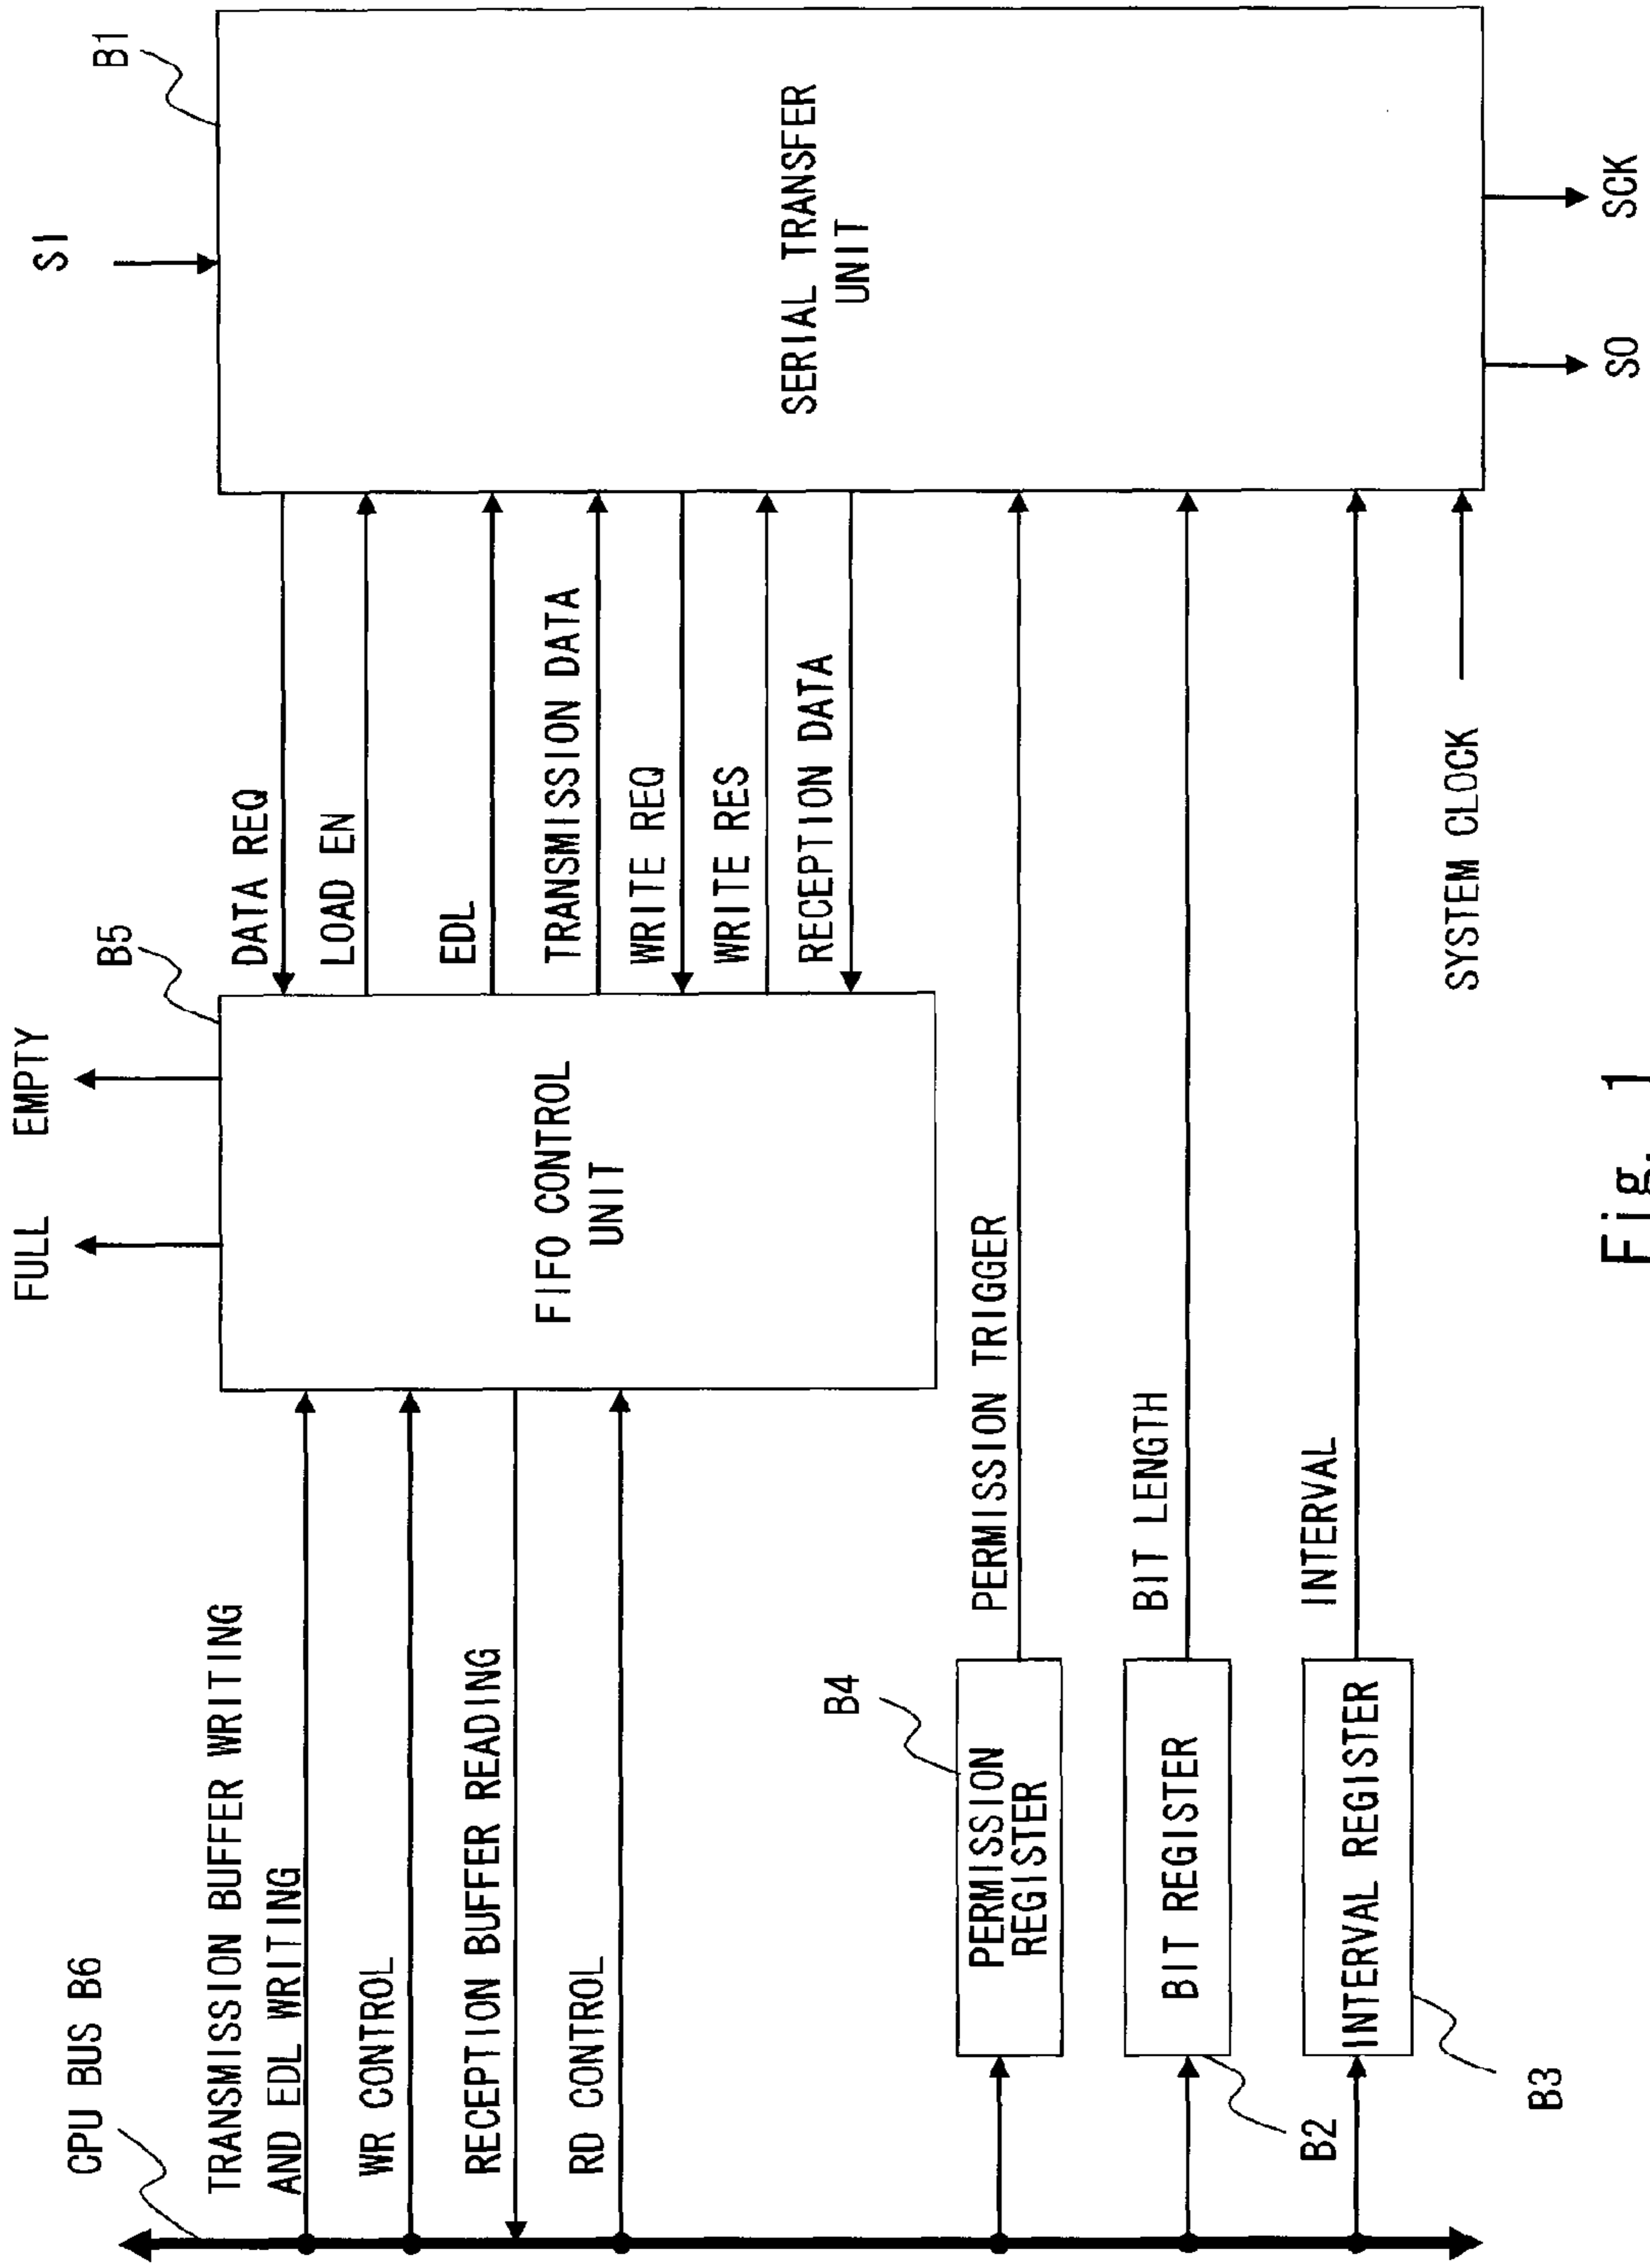 CPU BUS B6
TRANSMISSION BUFFER WRITING
AND EDL WRITING
WR CONTROL
RECEPTION BUFFER READING
RD CONTROL
FULL
EMPTY
B5
FIFO CONTROL
UNIT
DATA REQ
LOAD EN
EDL
TRANSMISSION DATA
WRITE REQ
WRITE RES
RECEPTION DATA
SI
B1
SERIAL TRANSFER
UNIT
B4
PERMISSION
REGISTER
PERMISSION TRIGGER
BIT REGISTER
B2
BIT LENGTH
INTERVAL REGISTER
B3
INTERVAL
SYSTEM CLOCK
SO
SCK
Fig. 1